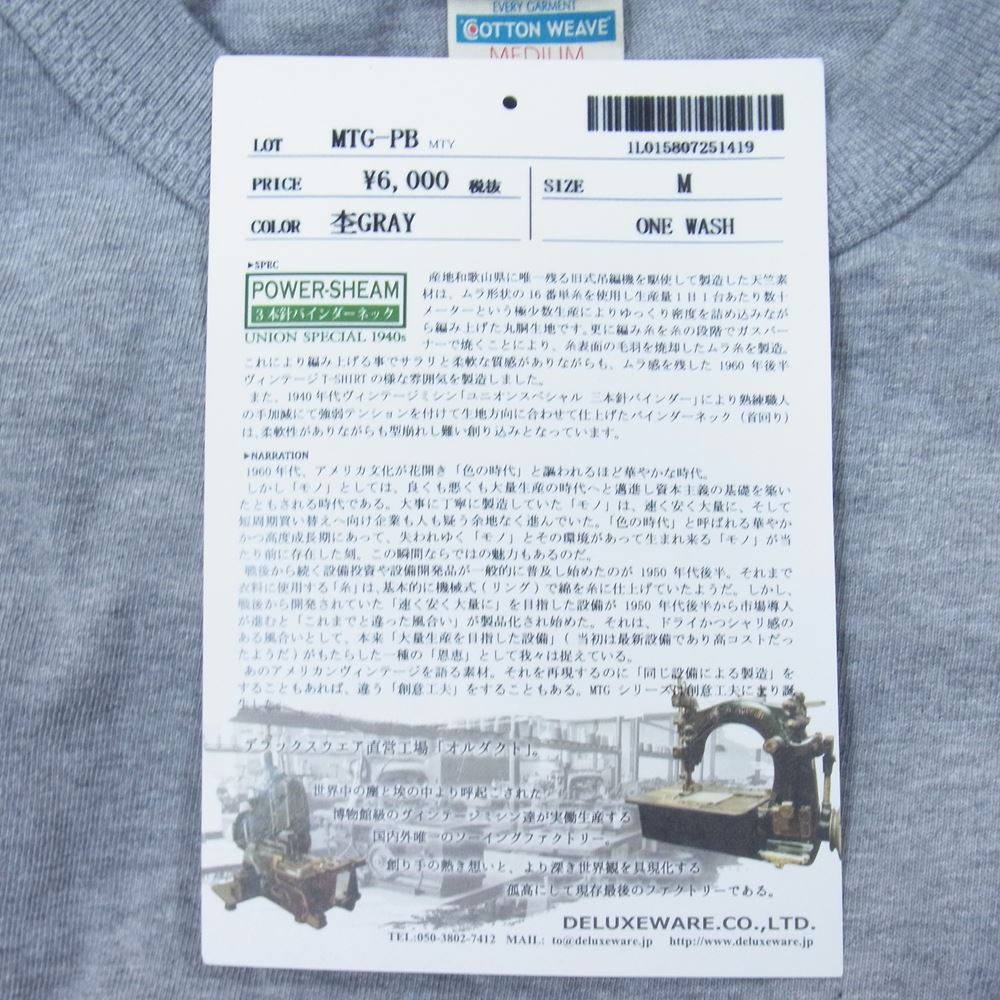 EVERY GARMENT
COTTON WEAVE
MEDIUM
LOT MTG-PB MTY
1L015807251419
PRICE ¥6,000 税抜 SIZE M
COLOR 杢GRAY ONE WASH
▶SPEC
POWER-SHEAM
3本針バインダーネック
UNION SPECIAL 1940s
産地和歌山県に唯一残る旧式吊編機を駆使して製造した天竺素
材は、ムラ形状の16番単糸を使用し生産量1日1台あたり数十
メーターという極少数生産によりゆっくり密度を詰め込みなが
ら編み上げた丸胴生地です。更に編み糸を糸の段階でガスバー
ナーで焼くことにより、糸表面の毛羽を焼却したムラ糸を製造。
これにより編み上げる事でサラリと柔軟な質感がありながらも、ムラ感を残した1960年後半
ヴィンテージT-SHIRTの様な雰囲気を製造しました。
また、1940年代ヴィンテージミシン「ユニオンスペシャル 三本針バインダー」により熟練職人
の手加減にて強弱テンションを付けて生地方向に合わせて仕上げたバインダーネック（首回り）
は、柔軟性がありながらも型崩れし難い創り込みとなっています。
▶NARRATION
1960年代、アメリカ文化が花開き「色の時代」と謳われるほど華やかな時代。
しかし「モノ」としては、良くも悪くも大量生産の時代へと邁進し資本主義の基礎を築い
たともされる時代である。大事に丁寧に製造していた「モノ」は、速く安く大量に、そして
短周期買い替えへ向け企業も人も疑う余地なく進んでいた。「色の時代」と呼ばれる華やか
かつ高度成長期にあって、失われゆく「モノ」とその環境があって生まれ来る「モノ」が当
たり前に存在した刻。この瞬間ならではの魅力もあるのだ。
戦後から続く設備投資や設備開発品が一般的に普及し始めたのが1950年代後半。それまで
衣料に使用する「糸」は、基本的に機械式(リング)で綿を糸に仕上げていたようだ。しかし、
戦後から開発されていた「速く安く大量に」を目指した設備が1950年代後半から市場導入
が進むと「これまでと違った風合い」が製品化され始めた。それは、ドライかつシャリ感の
ある風合いとして、本来「大量生産を目指した設備」(当初は最新設備であり高コストだっ
たようだ)がもたらした一種の「恩恵」として我々は捉えている。
あのアメリカンヴィンテージを語る素材。それを再現するのに「同じ設備による製造」を
することもあれば、違う「創意工夫」をすることもある。MTGシリーズは創意工夫により誕
生した。
デラックスウエア直営工場「オルダクト」。
世界中の塵と埃の中より呼起こされた
博物館級のヴィンテージミシン達が実働生産する
国内外唯一のソーイングファクトリー。
創り手の熱き想いと、より深き世界観を具現化する
孤高にして現存最後のファクトリーである。
DELUXEWARE.CO.,LTD.
TEL:050-3802-7412 MAIL: to@deluxeware.jp http://www.deluxeware.jp